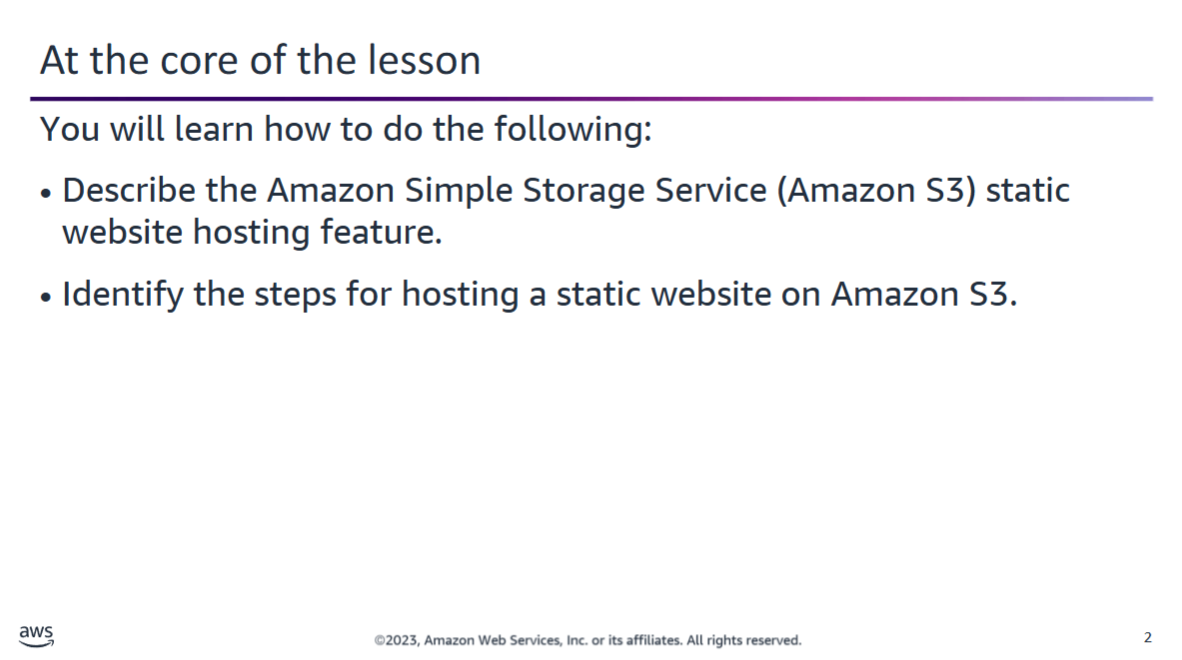 At the core of the lesson
You will learn how to do the following:
• Describe the Amazon Simple Storage Service (Amazon S3) static
website hosting feature.
• Identify the steps for hosting a static website on Amazon S3.
aws
©2023, Amazon Web Services, Inc. or its affiliates. All rights reserved.
2